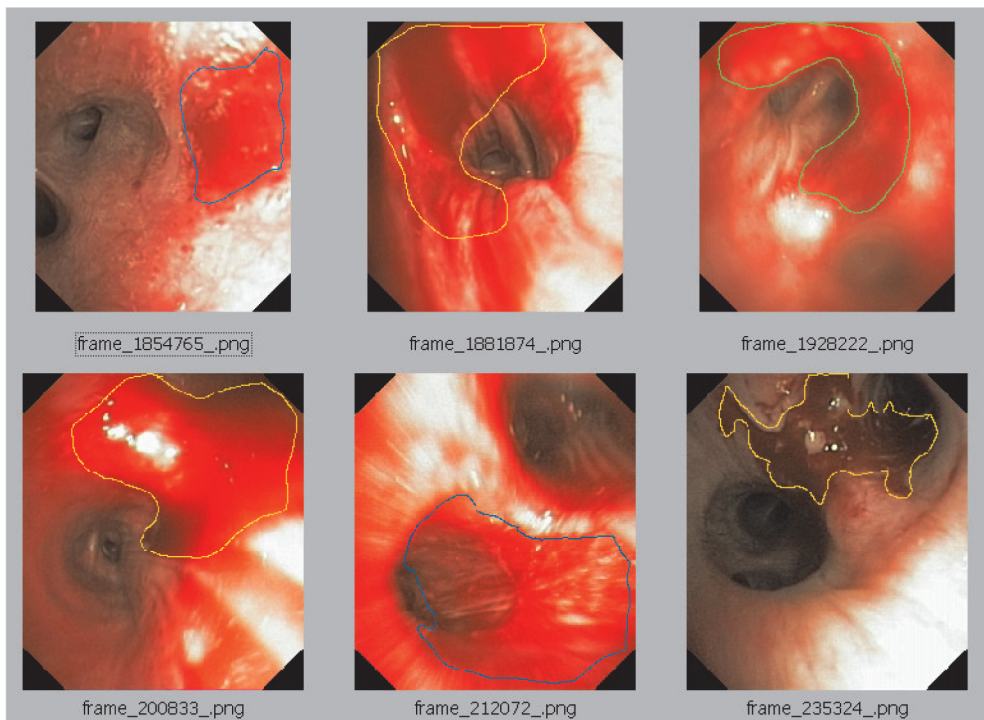 frame_1854765_.png
frame_1881874_.png
frame_1928222_.png
frame_200833_.png
frame_212072_.png
frame_235324_.png